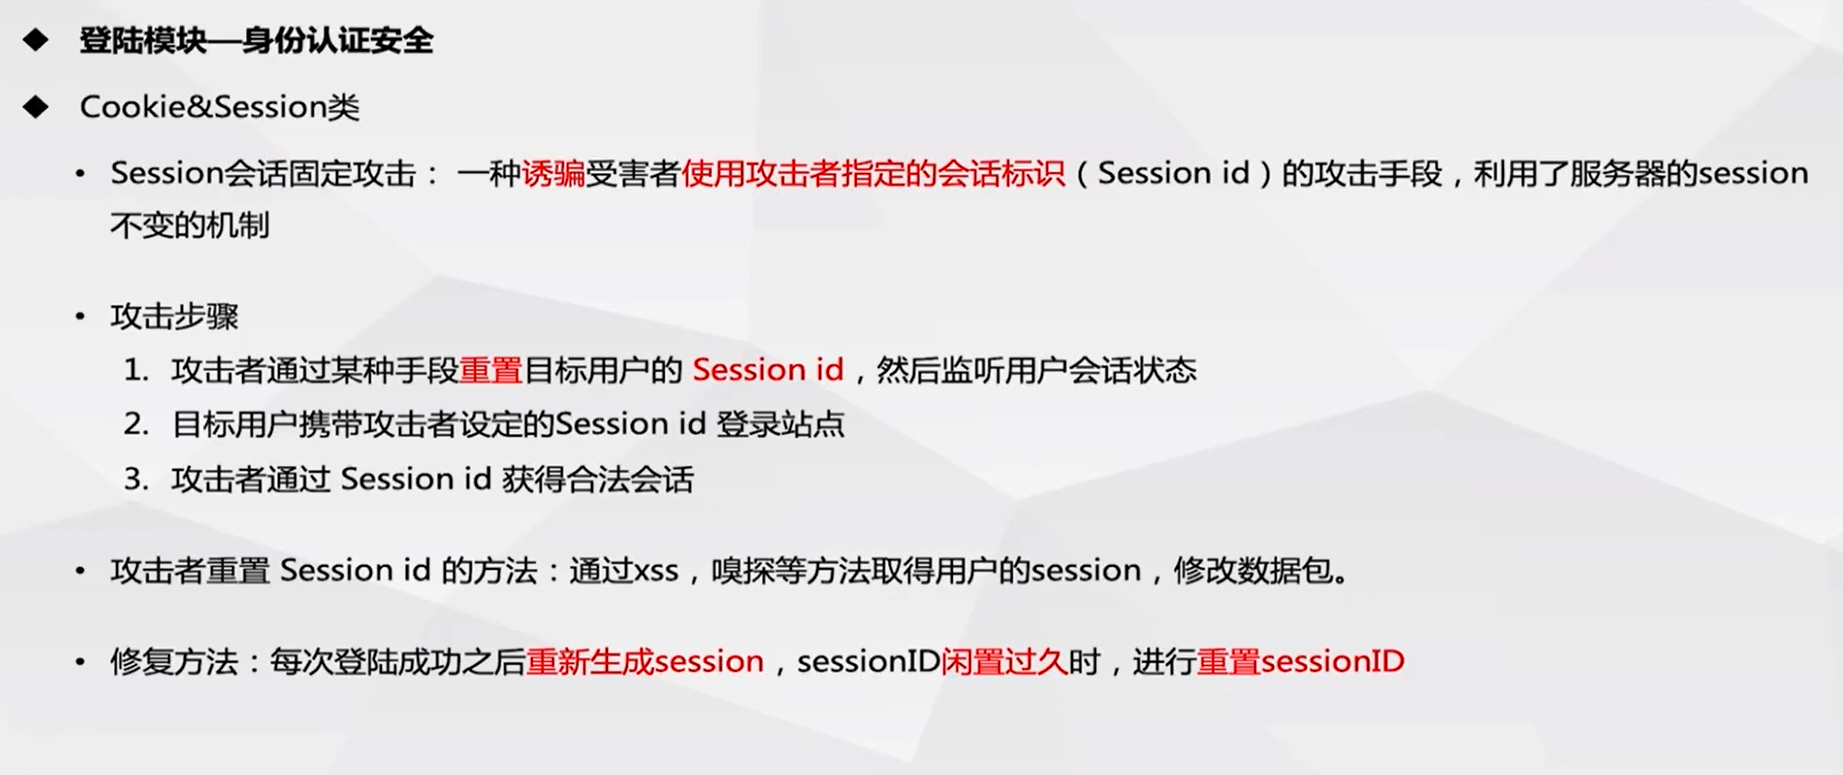 ◆ 登陆模块—身份认证安全
◆ Cookie&Session类
• Session会话固定攻击： 一种诱骗受害者使用攻击者指定的会话标识（Session id）的攻击手段，利用了服务器的session
不变的机制
• 攻击步骤
1. 攻击者通过某种手段重置目标用户的 Session id，然后监听用户会话状态
2. 目标用户携带攻击者设定的Session id 登录站点
3. 攻击者通过 Session id 获得合法会话
• 攻击者重置 Session id 的方法：通过xss，嗅探等方法取得用户的session，修改数据包。
• 修复方法：每次登陆成功之后重新生成session，sessionID闲置过久时，进行重置sessionID